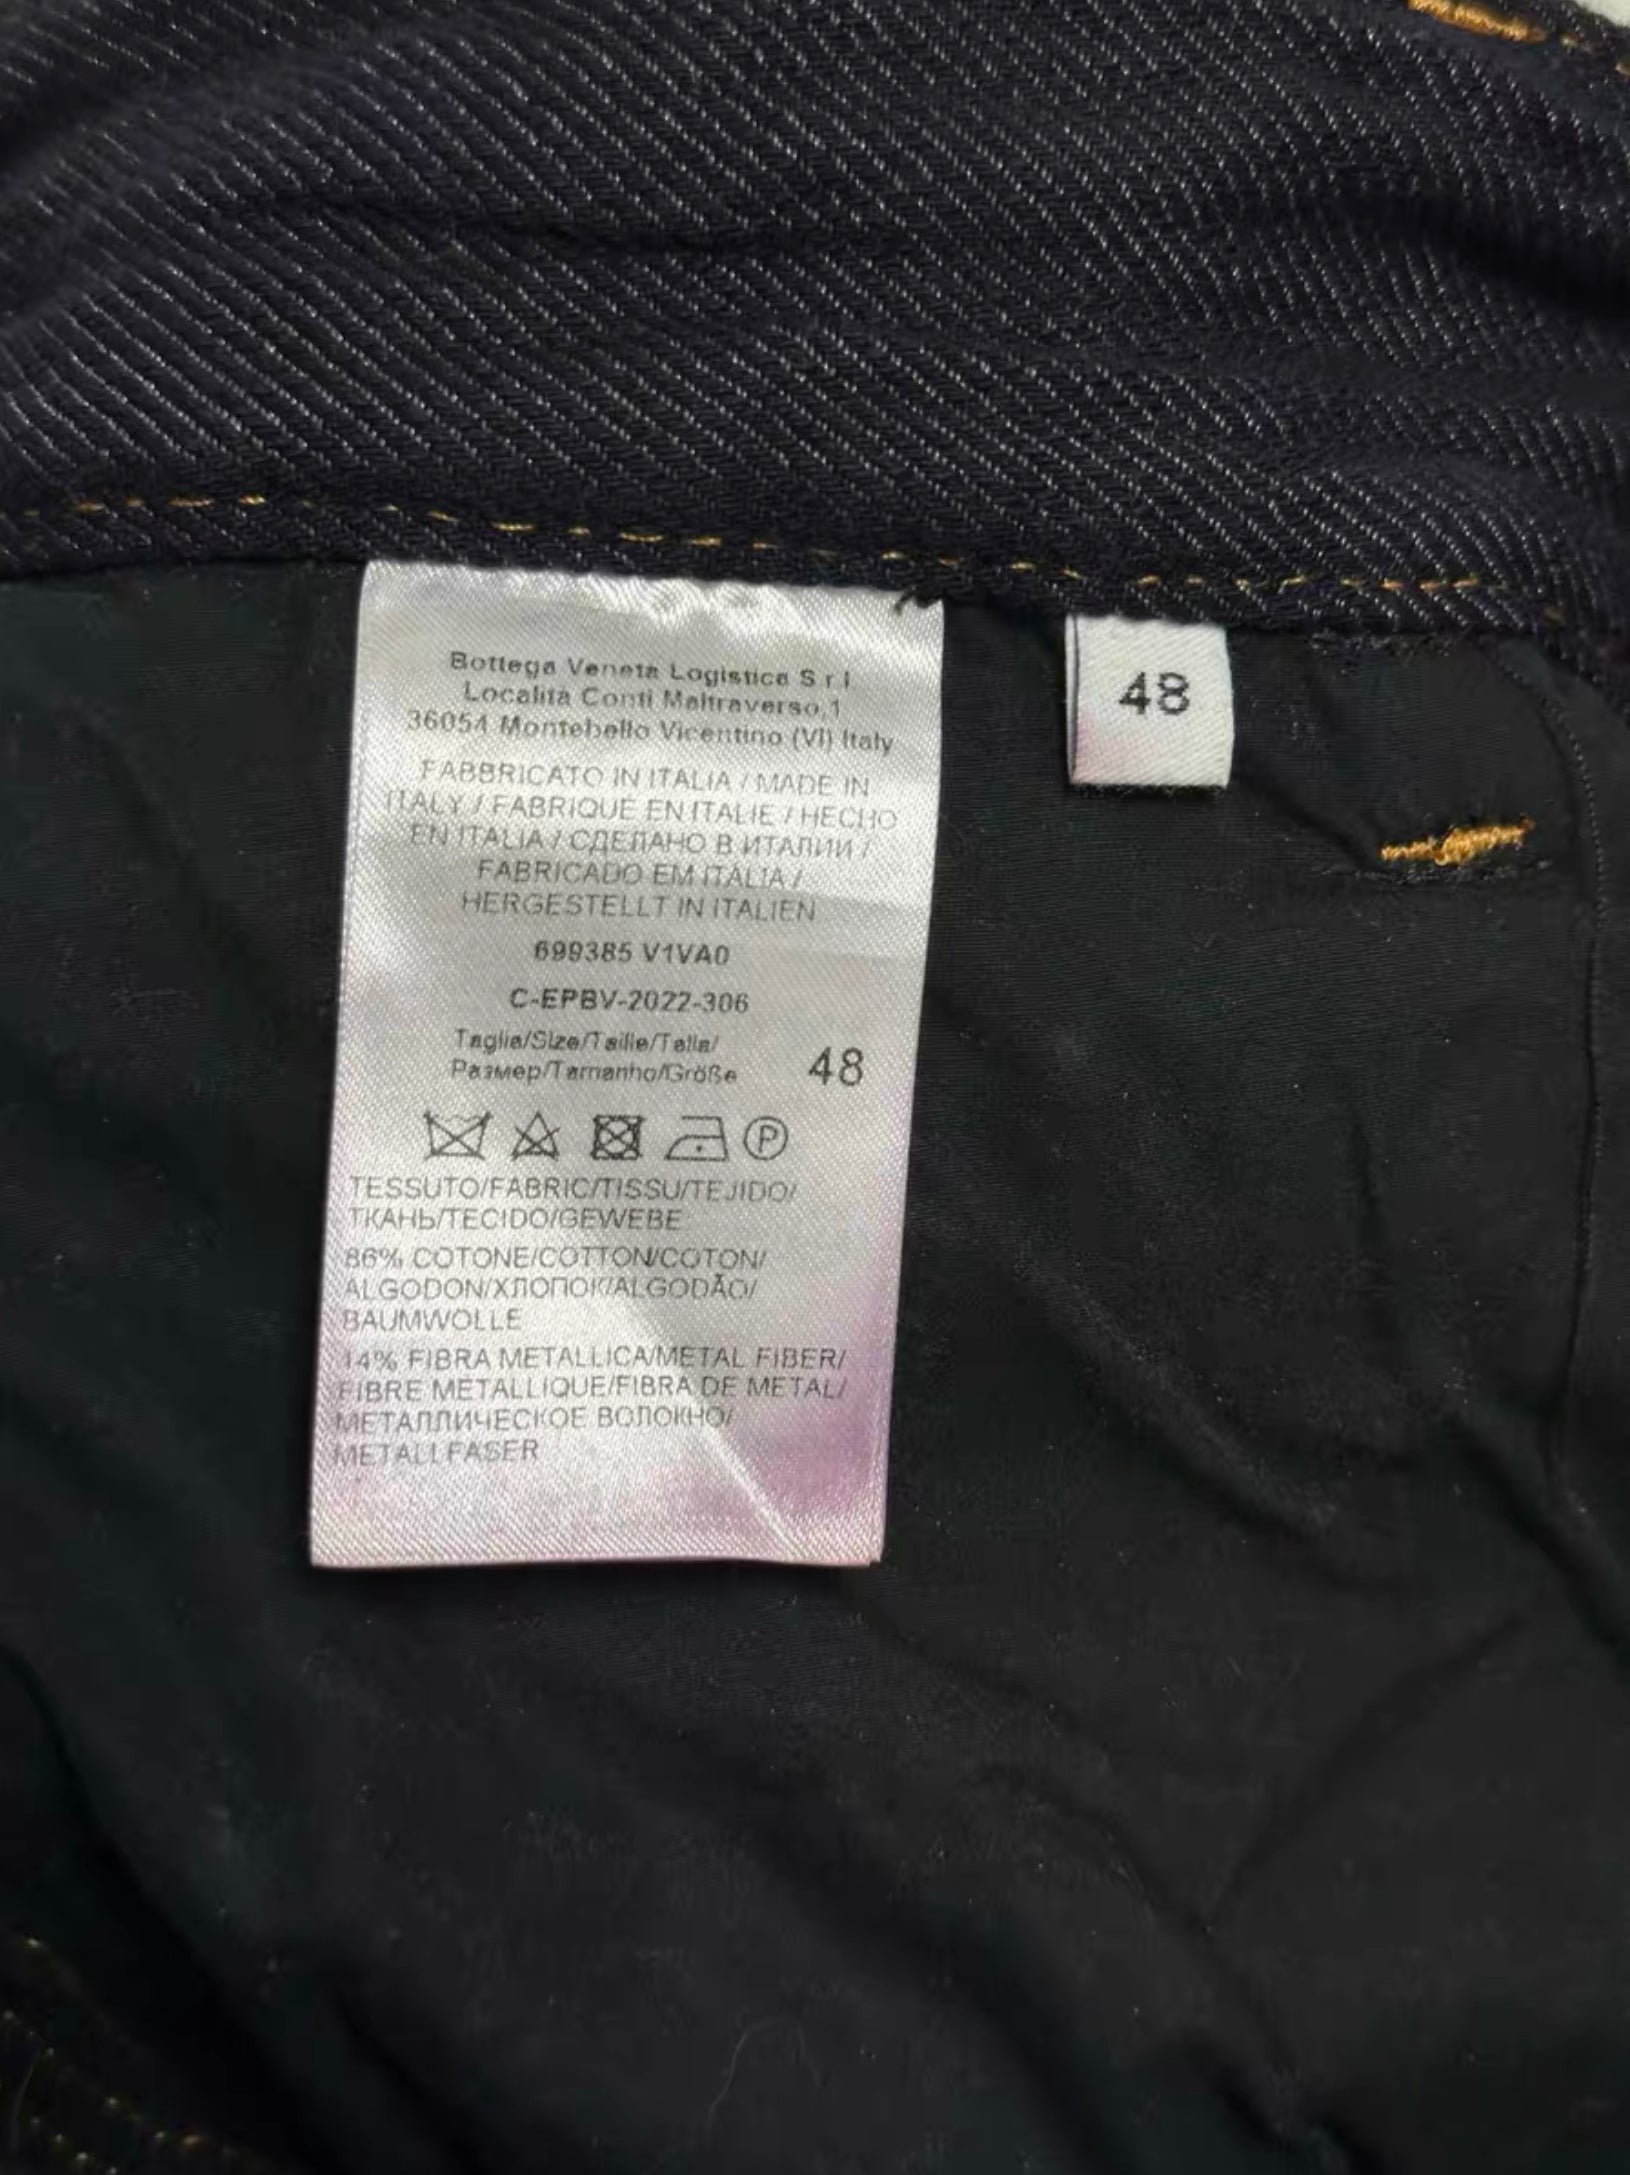 Bottega Veneta Logistica S r l
Località Conti Maltraverso,1
36054 Montebello Vicentino (VI) Italy
FABBRICATO IN ITALIA / MADE IN
ITALY / FABRIQUE EN ITALIE / HECHO
EN ITALIA / СДЕЛАНО В ИТАЛИИ /
FABRICADO EM ITALIA /
HERGESTELLT IN ITALIEN
699385 V1VA0
C-EPBV-2022-306
Taglia/Size/Taille/Talla/
Размер/Tamanho/Größe 48
P
TESSUTO/FABRIC/TISSU/TEJIDO/
ТКАНЬ/TECIDO/GEWEBE
86% COTONE/COTTON/COTON/
ALGODON/ХЛОПОК/ALGODÃO/
BAUMWOLLE
14% FIBRA METALLICA/METAL FIBER/
FIBRE METALLIQUE/FIBRA DE METAL/
МЕТАЛЛИЧЕСКОЕ ВОЛОКНО/
METALLFASER
48